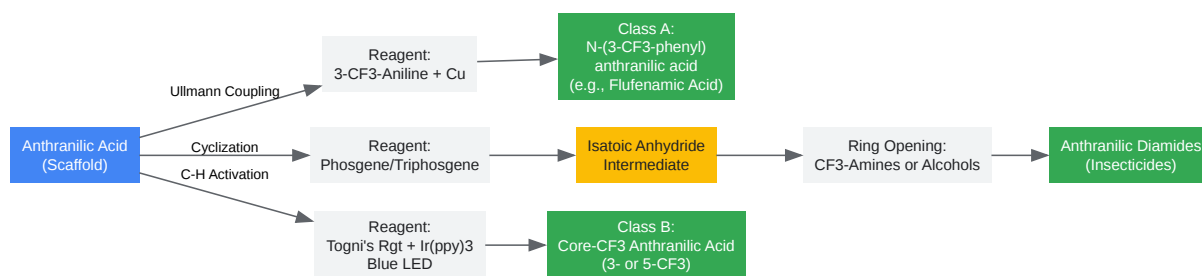 Anthranilic Acid
(Scaffold)
Ullmann Coupling
Reagent:
3-CF3-Aniline + Cu
Class A:
N-(3-CF3-phenyl)
anthranilic acid
(e.g., Flufenamic Acid)
Cyclization
Reagent:
Phosgene/Triphosgene
Isatoic Anhydride
Intermediate
Ring Opening:
CF3-Amines or Alcohols
Anthranilic Diamides
(Insecticides)
C-H Activation
Reagent:
Togni's Rgt + Ir(ppy)3
Blue LED
Class B:
Core-CF3 Anthranilic Acid
(3- or 5-CF3)